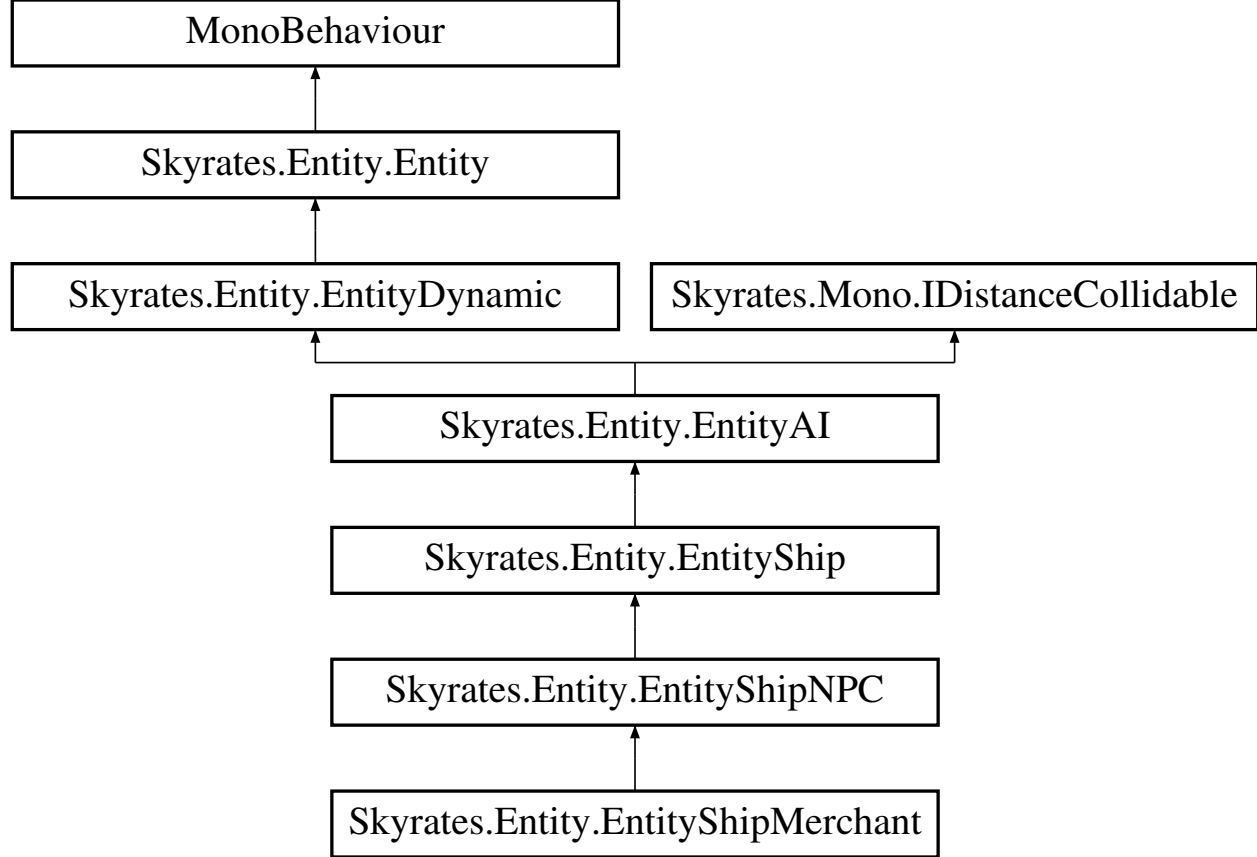 MonoBehaviour
Skyrates.Entity.Entity
Skyrates.Entity.EntityDynamic
Skyrates.Mono.IDistanceCollidable
Skyrates.Entity.EntityAI
Skyrates.Entity.EntityShip
Skyrates.Entity.EntityShipNPC
Skyrates.Entity.EntityShipMerchant